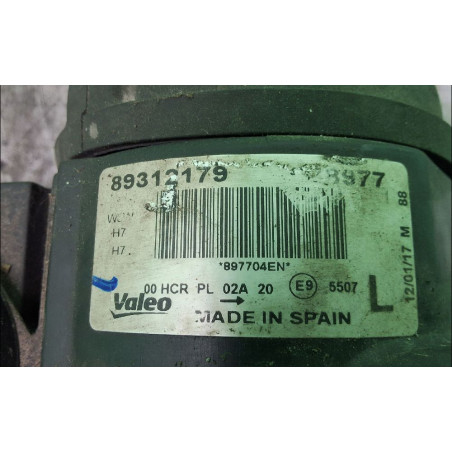 89312179 8977
H7
H7
*897704EN*
00 HCR PL 02A 20 → E9 5507 L
Valeo
MADE IN SPAIN
12/01/17 M 88